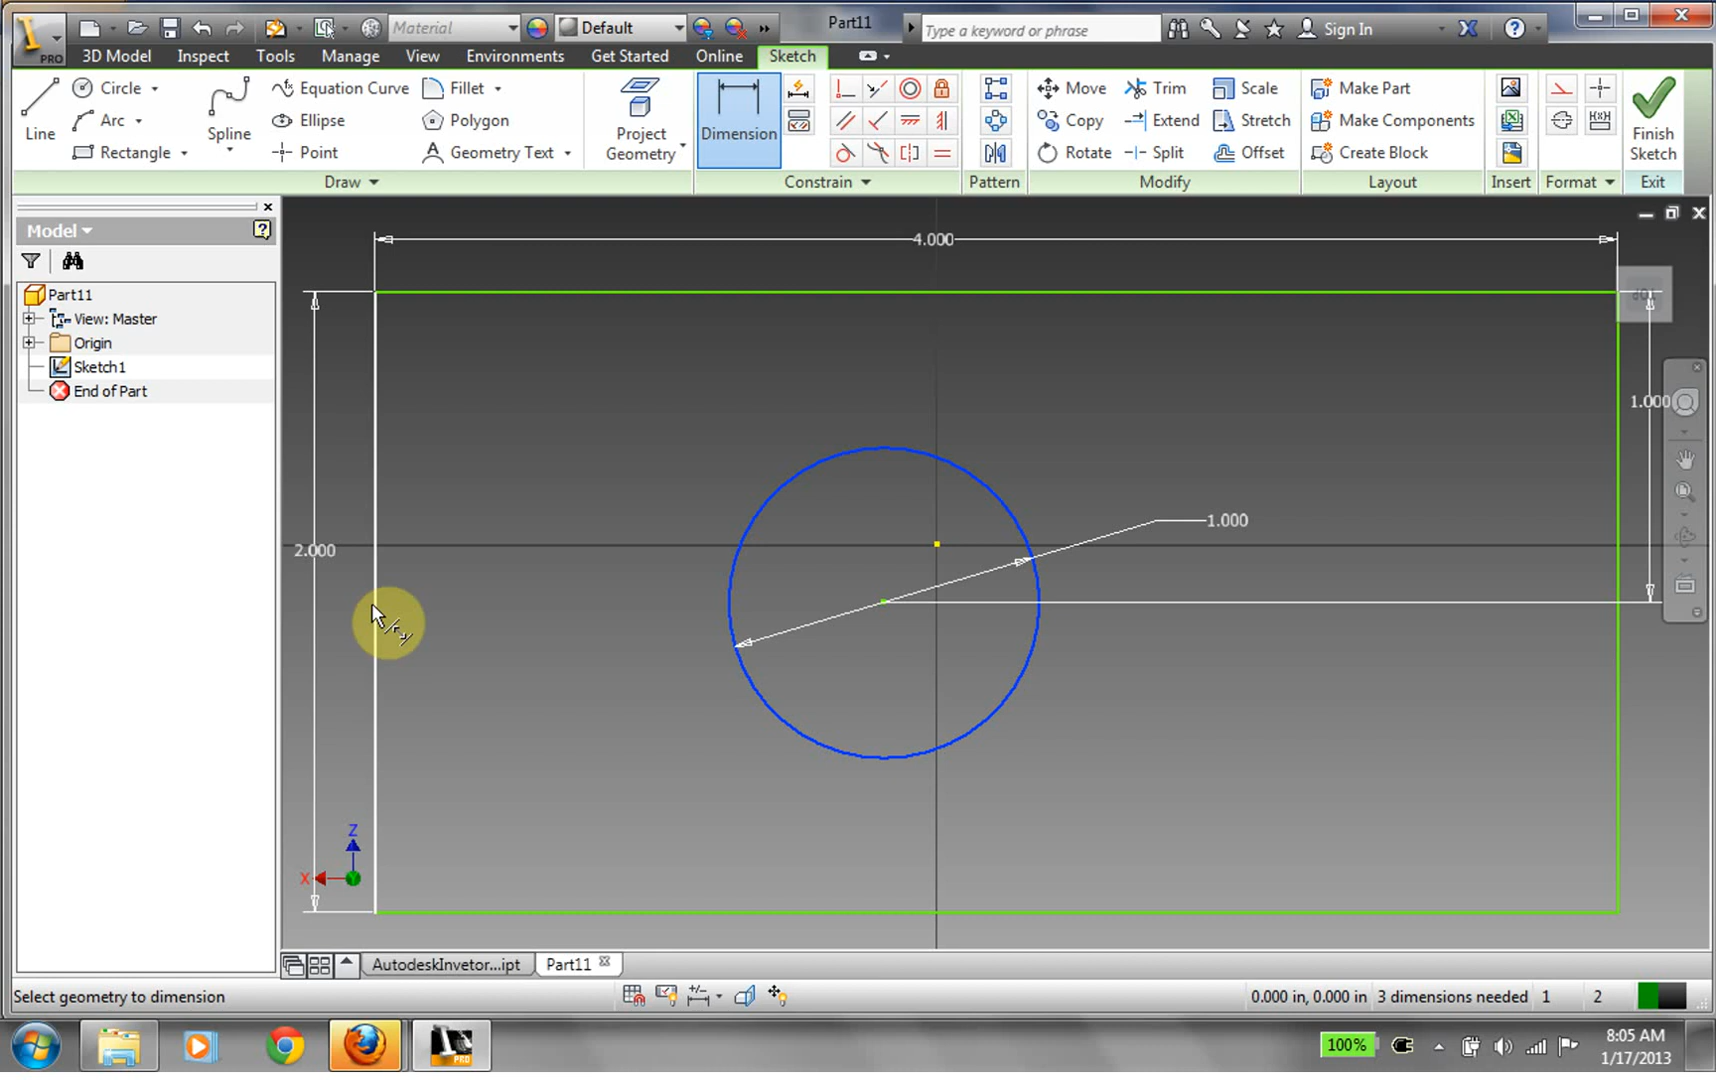 PRO
Material
Default
Part11
Type a keyword or phrase
Sign In
3D Model
Inspect
Tools
Manage
View
Environments
Get Started
Online
Sketch
Line
Circle
Arc
Rectangle
Spline
Equation Curve
Ellipse
Point
Fillet
Polygon
Geometry Text
Project
Geometry
Dimension
Move
Copy
Rotate
Trim
Extend
Split
Scale
Stretch
Offset
Make Part
Make Components
Create Block
Finish
Sketch
Draw
Constrain
Pattern
Modify
Layout
Insert
Format
Exit
Model
Part11
View: Master
Origin
Sketch1
End of Part
4.000
1.000
1.000
2.000
Z
X
Y
AutodeskInvetor...ipt
Part11
Select geometry to dimension
0.000 in, 0.000 in
3 dimensions needed
1
2
PRO
100%
8:05 AM
1/17/2013